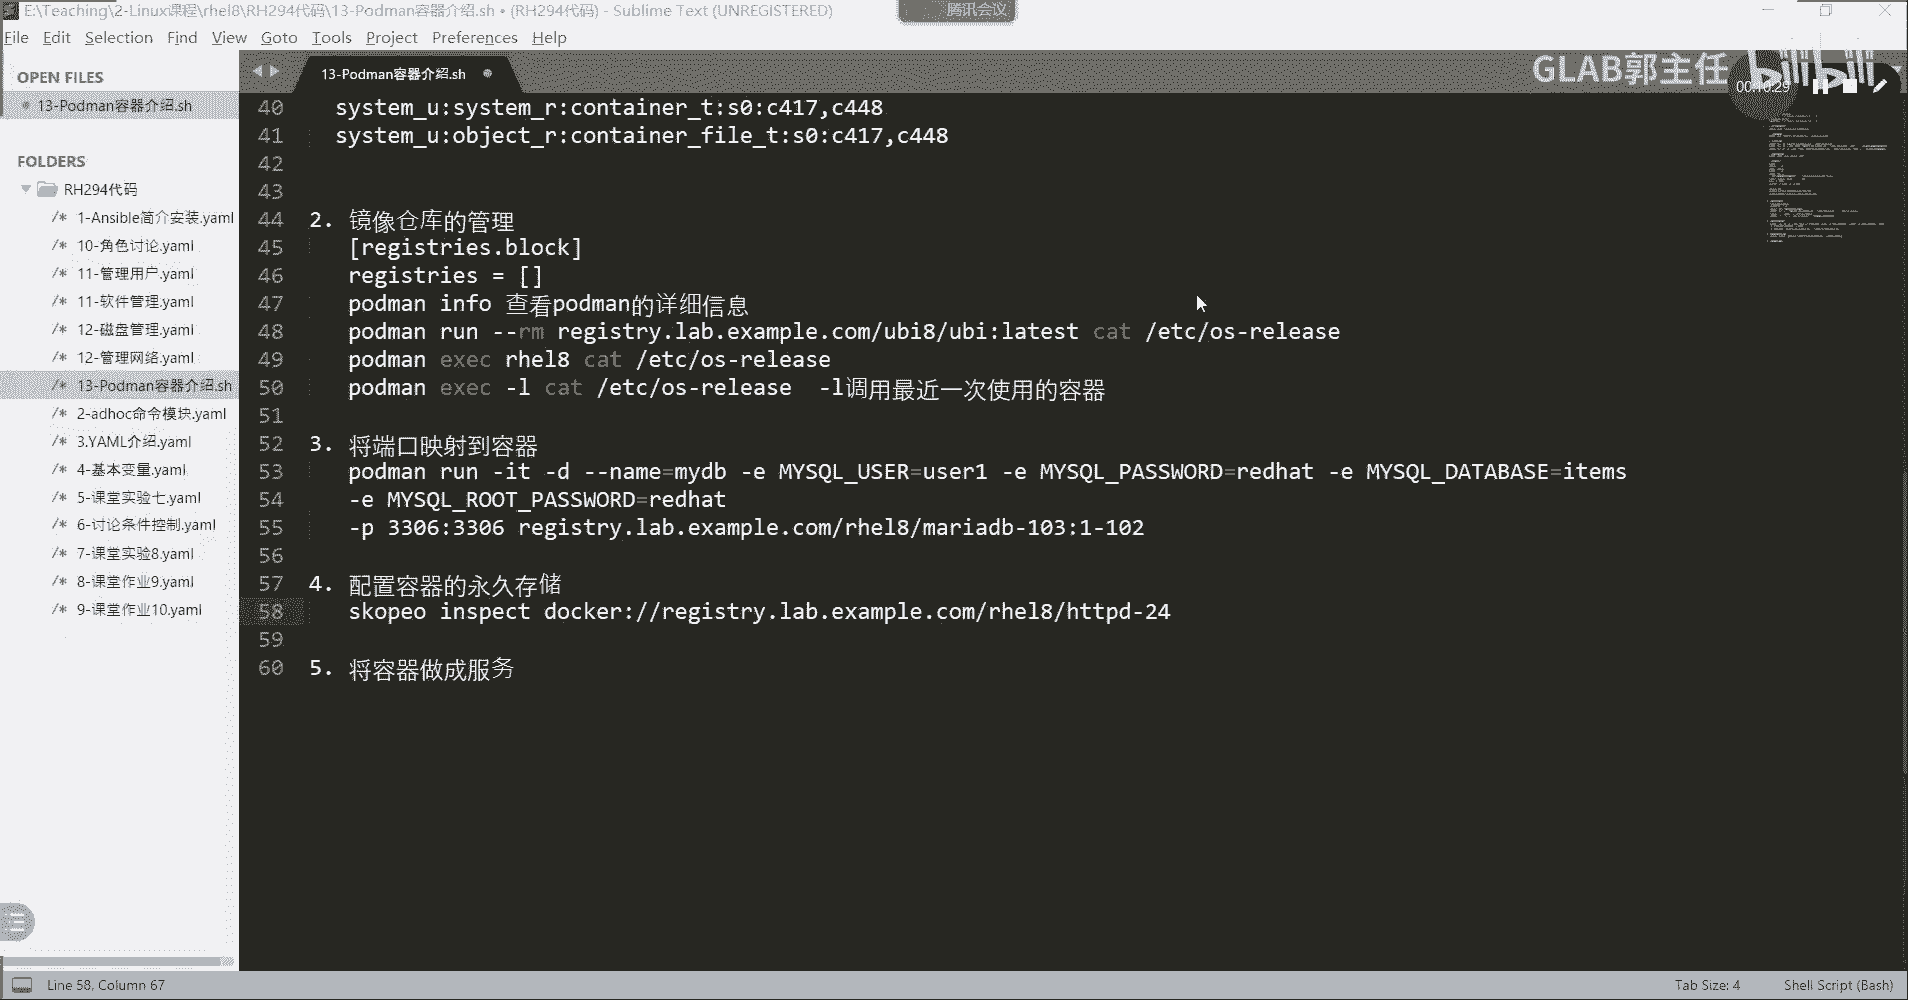 E:\Teaching\2-Linux课程\rhel8\RH294代码\13-Podman容器介绍.sh • (RH294代码) - Sublime Text (UNREGISTERED)
腾讯会议
File Edit Selection Find View Goto Tools Project Preferences Help
OPEN FILES
13-Podman容器介绍.sh
FOLDERS
RH294代码
/* 1-Ansible简介安装.yaml
/* 10-角色讨论.yaml
/* 11-管理用户.yaml
/* 11-软件管理.yaml
/* 12-磁盘管理.yaml
/* 12-管理网络.yaml
/* 13-Podman容器介绍.sh
/* 2-adhoc命令模块.yaml
/* 3.YAML介绍.yaml
/* 4-基本变量.yaml
/* 5-课堂实验七.yaml
/* 6-讨论条件控制.yaml
/* 7-课堂实验8.yaml
/* 8-课堂作业9.yaml
/* 9-课堂作业10.yaml
13-Podman容器介绍.sh
GLAB郭主任 bilibili
00:10:29
40 system_u:system_r:container_t:s0:c417,c448
41 system_u:object_r:container_file_t:s0:c417,c448
42
43
44 2. 镜像仓库的管理
45 [registries.block]
46 registries = []
47 podman info 查看podman的详细信息
48 podman run --rm registry.lab.example.com/ubi8/ubi:latest cat /etc/os-release
49 podman exec rhel8 cat /etc/os-release
50 podman exec -l cat /etc/os-release -l调用最近一次使用的容器
51
52 3. 将端口映射到容器
53 podman run -it -d --name=mydb -e MYSQL_USER=user1 -e MYSQL_PASSWORD=redhat -e MYSQL_DATABASE=items
54 -e MYSQL_ROOT_PASSWORD=redhat
55 -p 3306:3306 registry.lab.example.com/rhel8/mariadb-103:1-102
56
57 4. 配置容器的永久存储
58 skopeo inspect docker://registry.lab.example.com/rhel8/httpd-24
59
60 5. 将容器做成服务
Line 58, Column 67
Tab Size: 4
Shell Script (Bash)